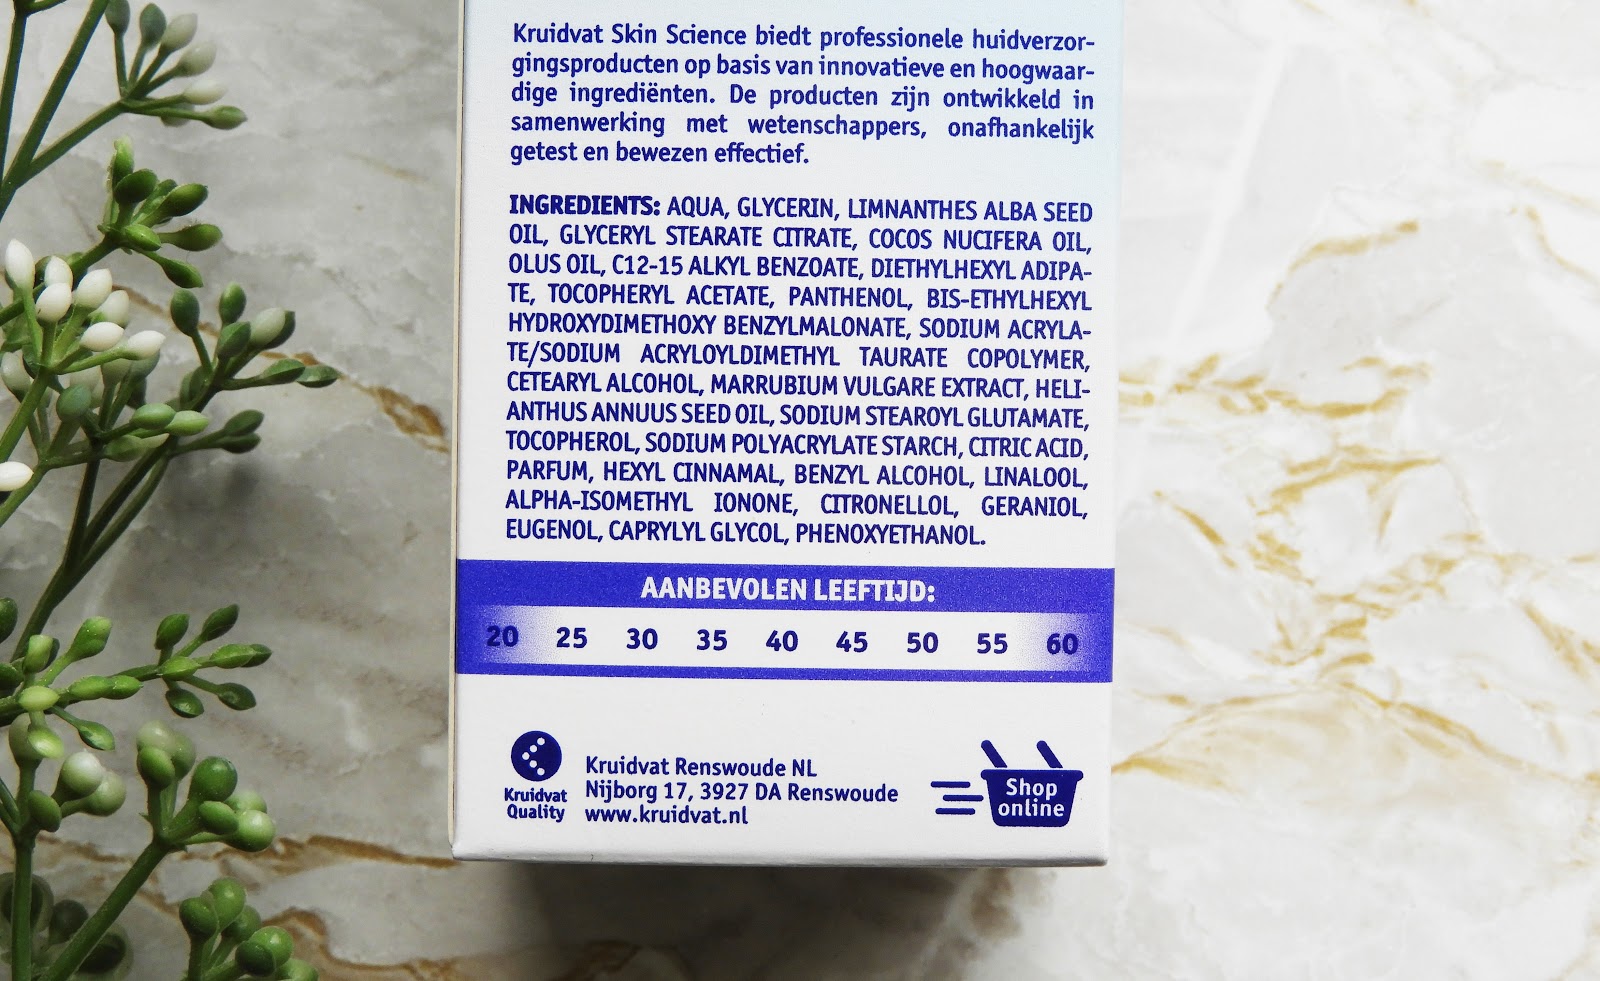 Kruidvat Skin Science biedt professionele huidverzor-
gingsproducten op basis van innovatieve en hoogwaar-
dige ingrediënten. De producten zijn ontwikkeld in
samenwerking met wetenschappers, onafhankelijk
getest en bewezen effectief.
INGREDIENTS: AQUA, GLYCERIN, LIMNANTHES ALBA SEED
OIL, GLYCERYL STEARATE CITRATE, COCOS NUCIFERA OIL,
OLUS OIL, C12-15 ALKYL BENZOATE, DIETHYLHEXYL ADIPA-
TE, TOCOPHERYL ACETATE, PANTHENOL, BIS-ETHYLHEXYL
HYDROXYDIMETHOXY BENZYLMALONATE, SODIUM ACRYLA-
TE/SODIUM ACRYLOYLDIMETHYL TAURATE COPOLYMER,
CETEARYL ALCOHOL, MARRUBIUM VULGARE EXTRACT, HELI-
ANTHUS ANNUUS SEED OIL, SODIUM STEAROYL GLUTAMATE,
TOCOPHEROL, SODIUM POLYACRYLATE STARCH, CITRIC ACID,
PARFUM, HEXYL CINNAMAL, BENZYL ALCOHOL, LINALOOL,
ALPHA-ISOMETHYL IONONE, CITRONELLOL, GERANIOL,
EUGENOL, CAPRYLYL GLYCOL, PHENOXYETHANOL.
AANBEVOLEN LEEFTIJD:
20 25 30 35 40 45 50 55 60
Kruidvat
Quality
Kruidvat Renswoude NL
Nijborg 17, 3927 DA Renswoude
www.kruidvat.nl
Shop
online